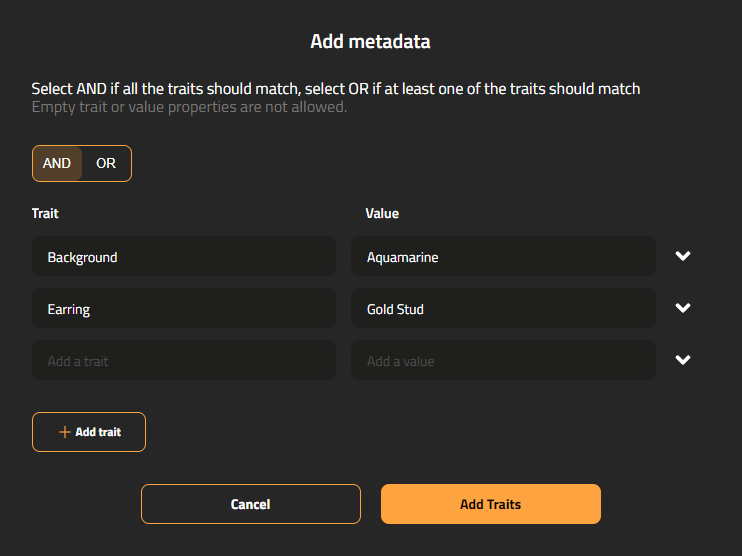 Add metadata
Select AND if all the traits should match, select OR if at least one of the traits should match
Empty trait or value properties are not allowed.
AND OR
Trait Value
Background Aquamarine
Earring Gold Stud
Add a trait Add a value
+ Add trait
Cancel Add Traits